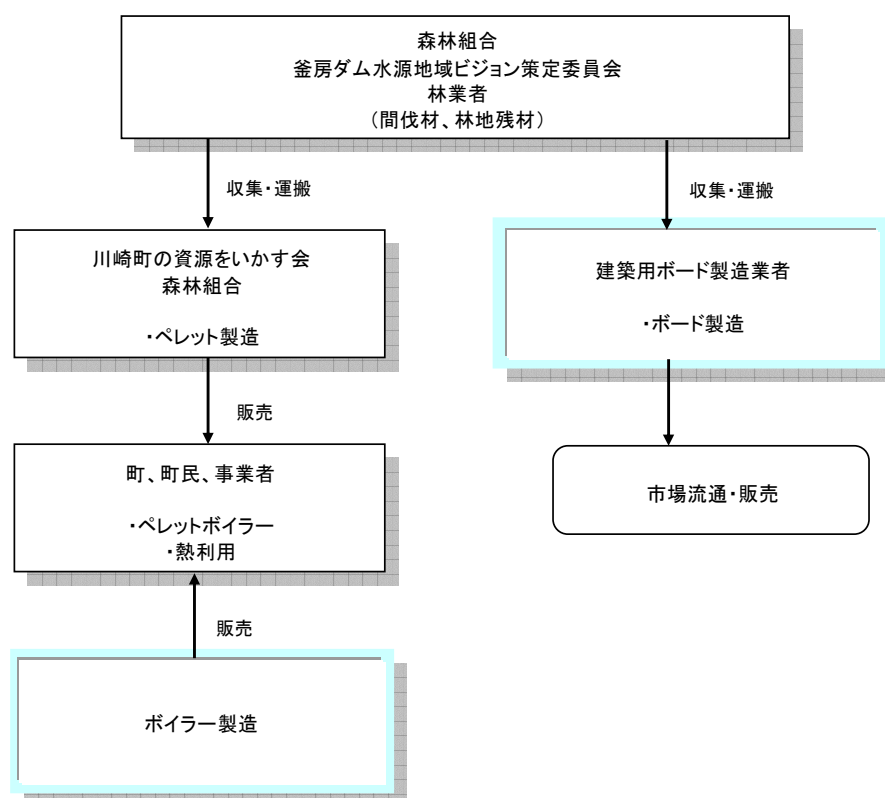 森林組合
釜房ダム水源地域ビジョン策定委員会
林業者
（間伐材、林地残材）
収集・運搬
収集・運搬
川崎町の資源をいかす会
森林組合
・ペレット製造
建築用ボード製造業者
・ボード製造
販売
町、町民、事業者
・ペレットボイラー
・熱利用
市場流通・販売
販売
ボイラー製造